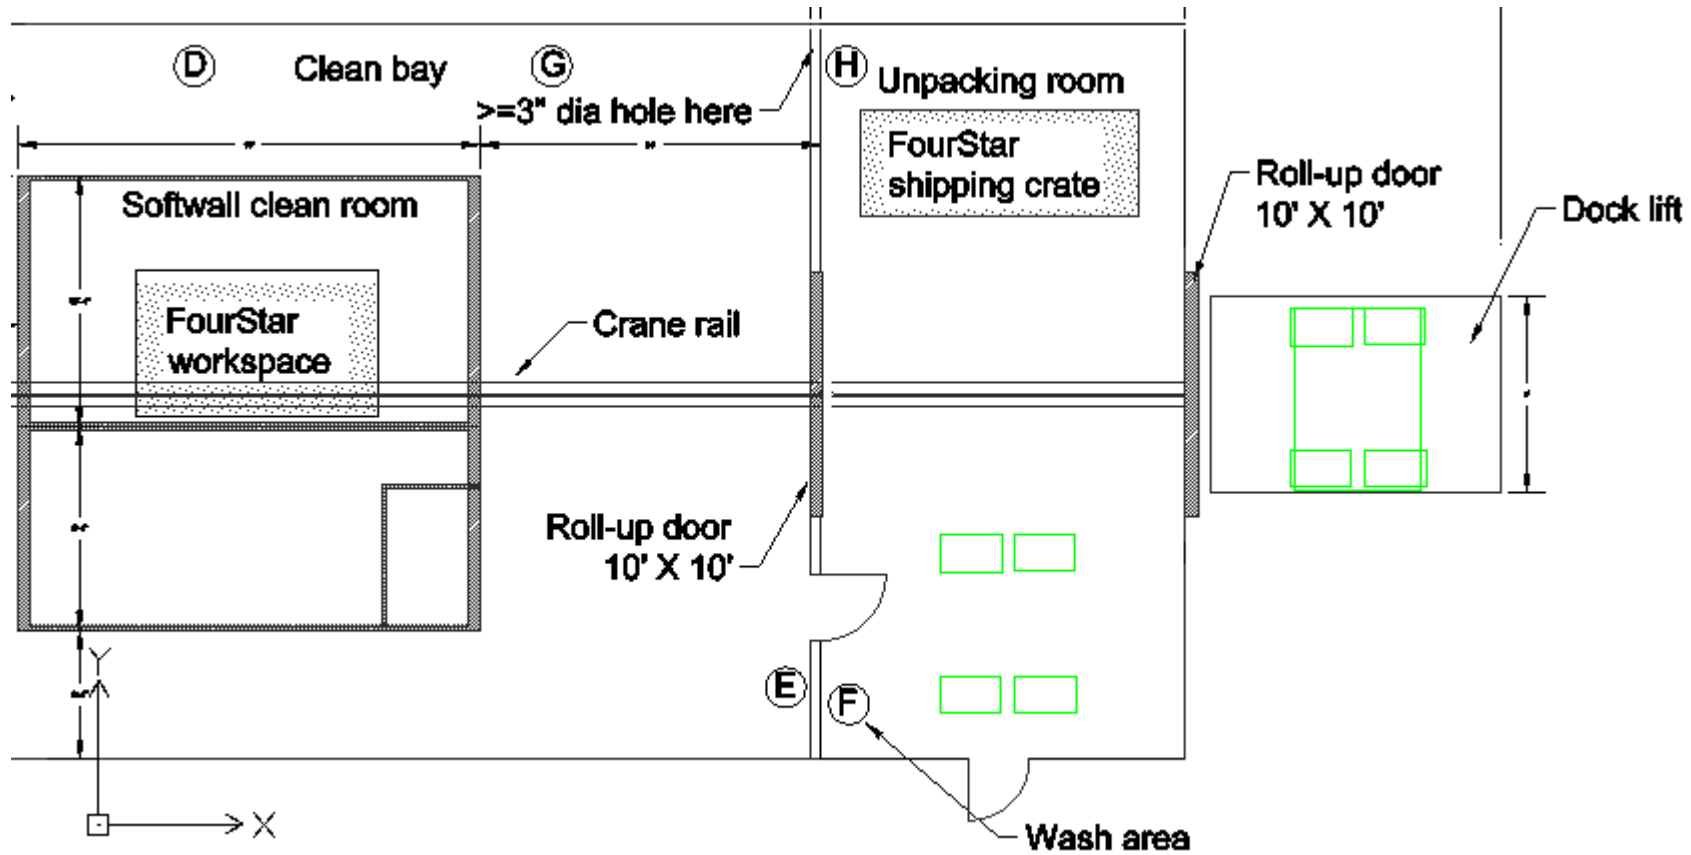 D
Clean bay
G
H
Unpacking room
>=3" dia hole here
FourStar
shipping crate
Roll-up door
10' X 10'
Dock lift
Softwall clean room
FourStar
workspace
Crane rail
Roll-up door
10' X 10'
E
F
Y
X
Wash area